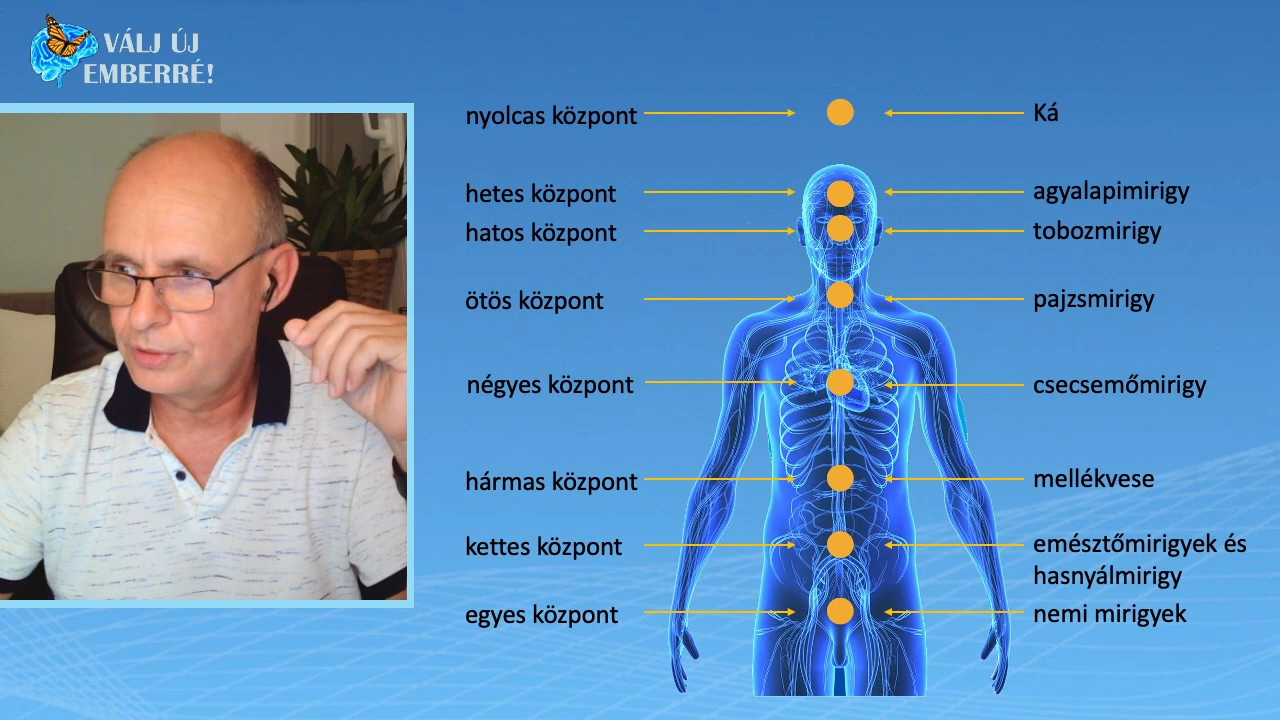 VÁLJ ÚJ
EMBERRÉ!
nyolcas központ
Ká
hetes központ
agyalapimirigy
hatos központ
tobozmirigy
ötös központ
pajzsmirigy
négyes központ
csecsemőmirigy
hármas központ
mellékvese
kettes központ
emésztőmirigyek és
hasnyálmirigy
egyes központ
nemi mirigyek